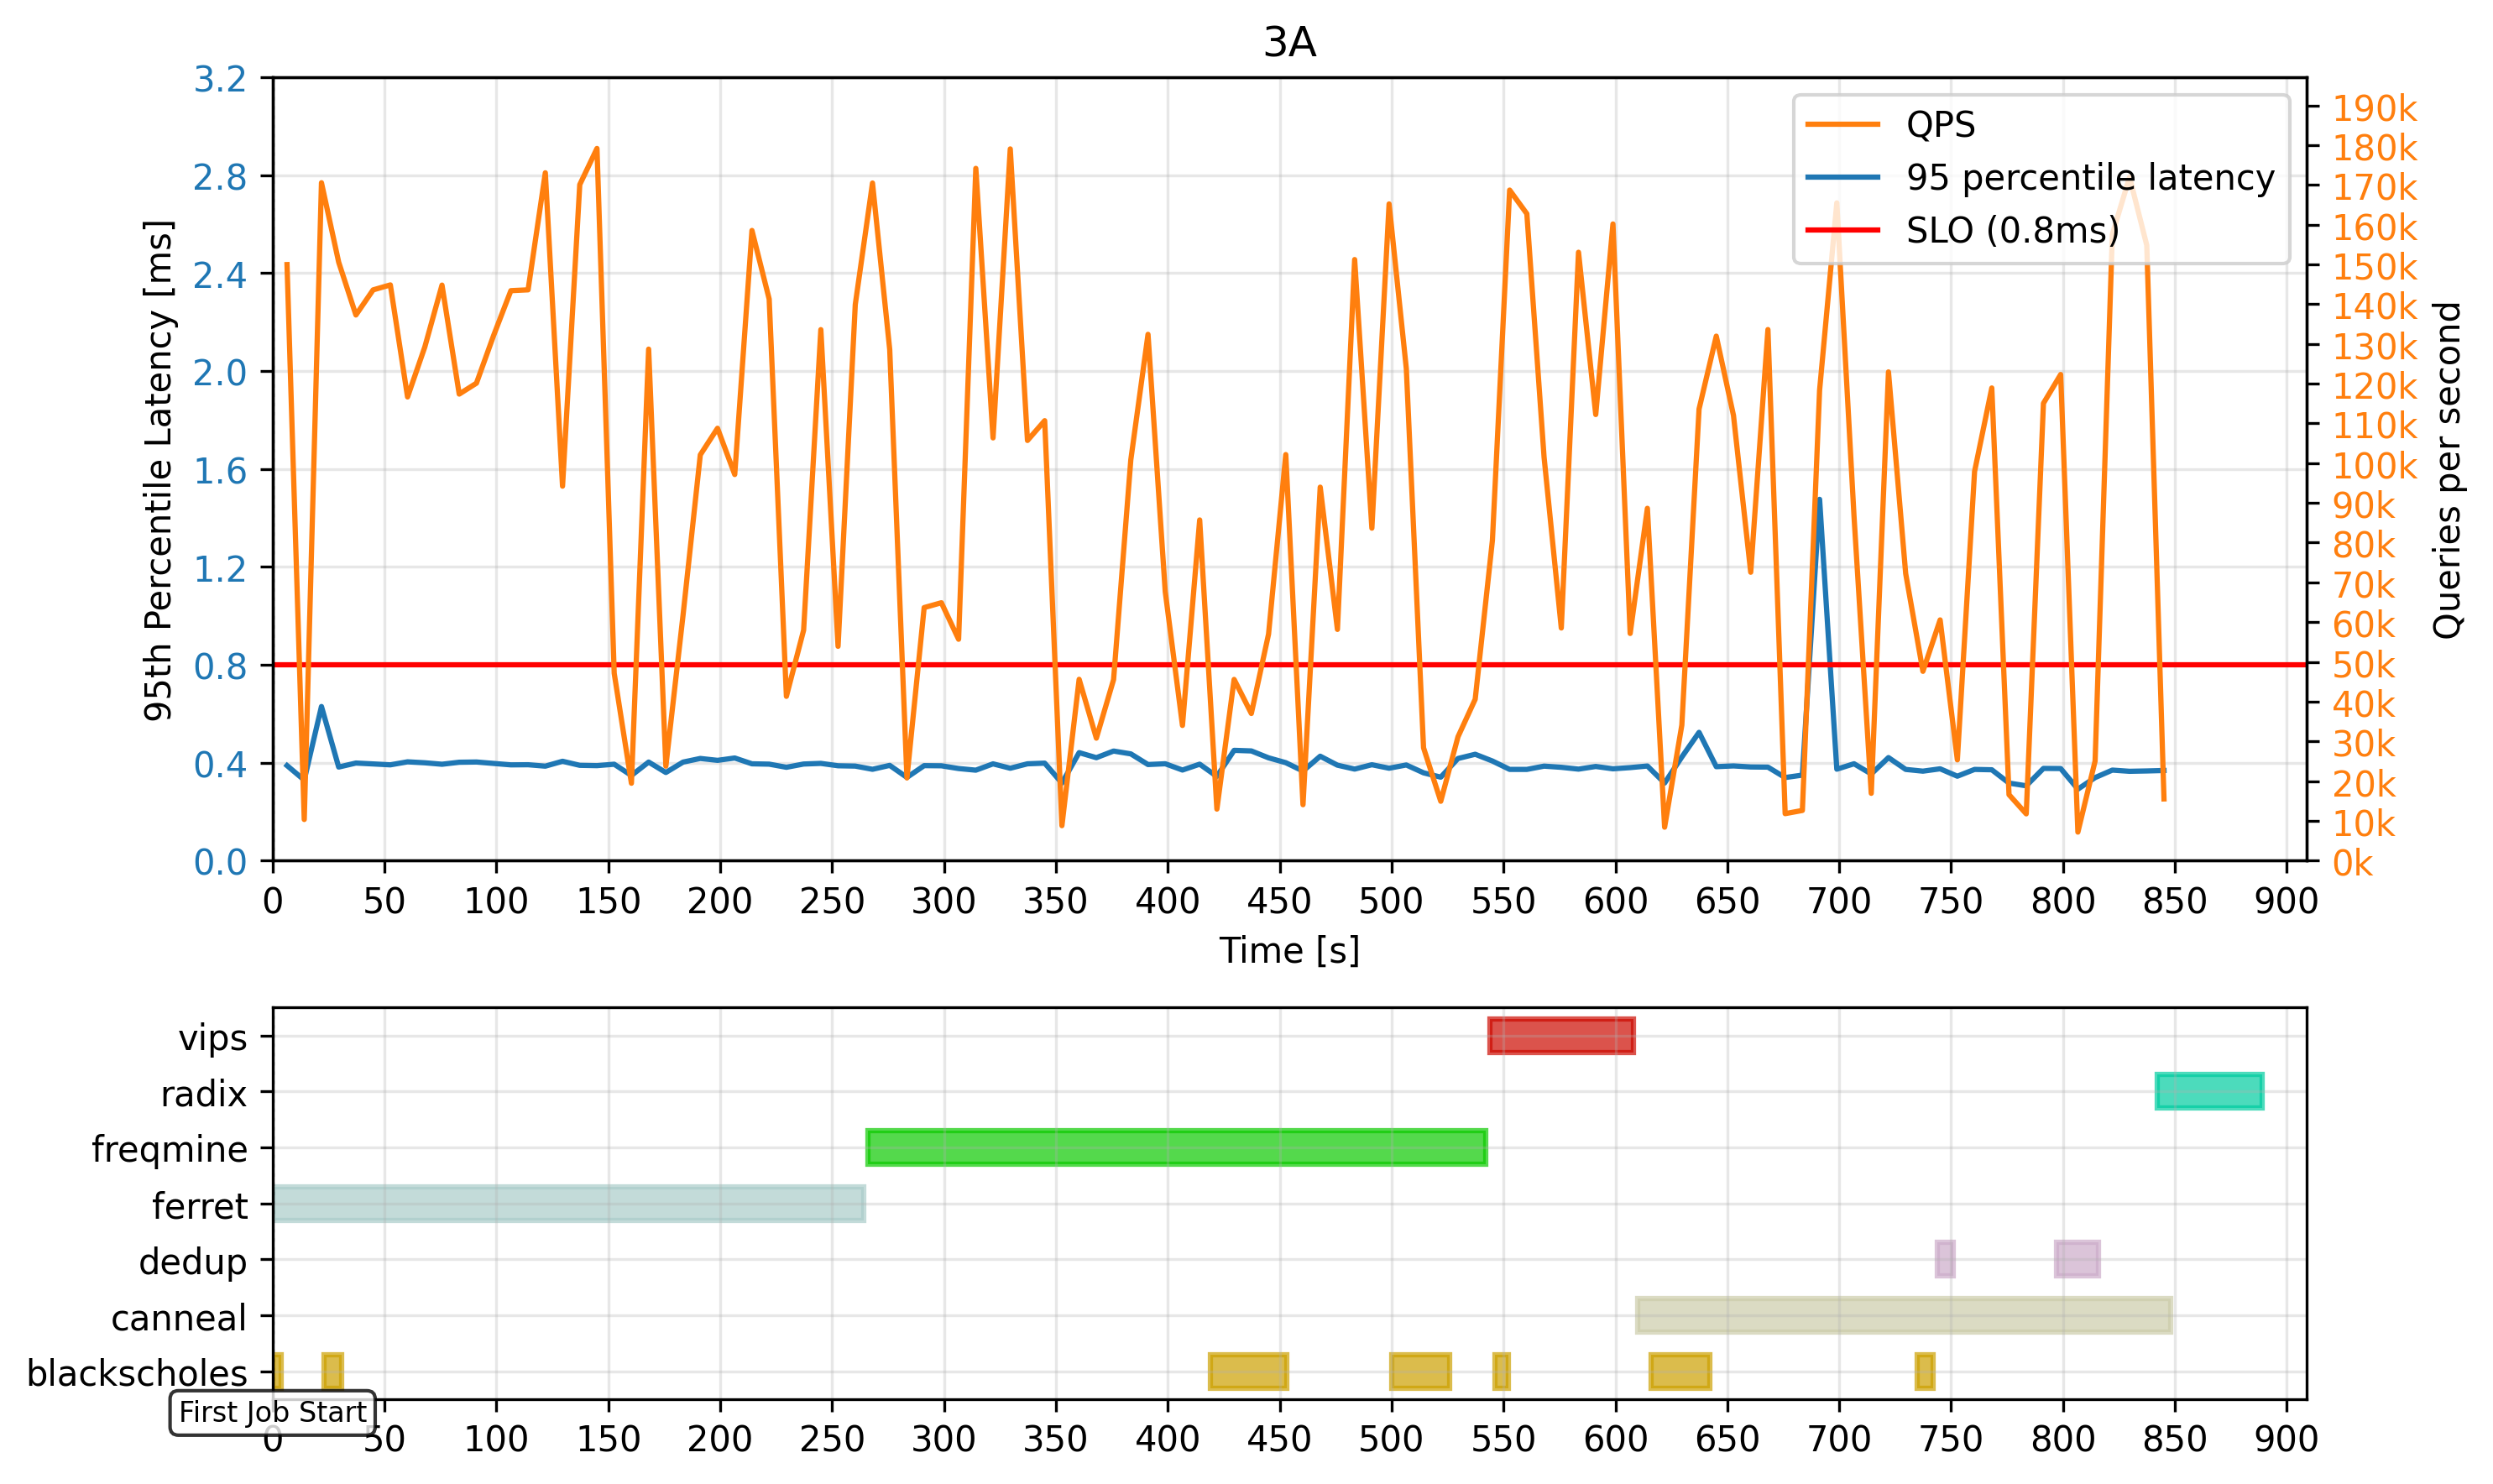 3A
3.2
2.8
2.4
2.0
1.6
1.2
0.8
0.4
0.0
95th Percentile Latency [ms]
QPS
95 percentile latency
SLO (0.8ms)
190k
180k
170k
160k
150k
140k
130k
120k
110k
100k
90k
80k
70k
60k
50k
40k
30k
20k
10k
0k
Queries per second
0 50 100 150 200 250 300 350 400 450 500 550 600 650 700 750 800 850 900
Time [s]
vips
radix
freqmine
ferret
dedup
canneal
blackscholes
First Job Start
0 50 100 150 200 250 300 350 400 450 500 550 600 650 700 750 800 850 900